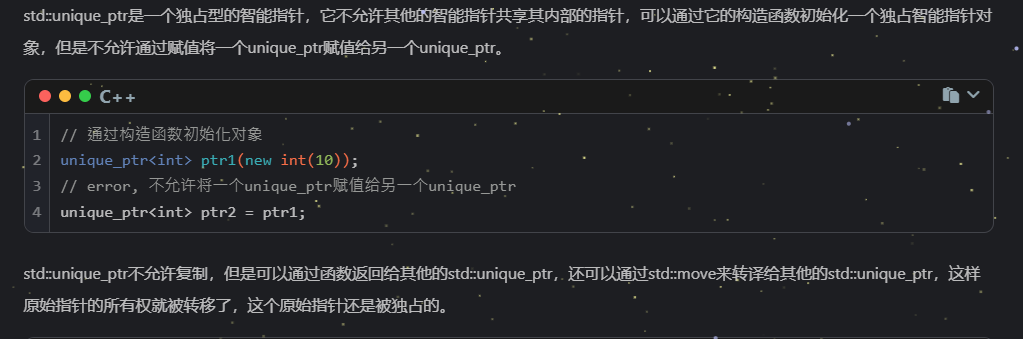 std::unique_ptr是一个独占型的智能指针，它不允许其他的智能指针共享其内部的指针，可以通过它的构造函数初始化一个独占智能指针对
象，但是不允许通过赋值将一个unique_ptr赋值给另一个unique_ptr。
C++
1 // 通过构造函数初始化对象
2 unique_ptr<int> ptr1(new int(10));
3 // error, 不允许将一个unique_ptr赋值给另一个unique_ptr
4 unique_ptr<int> ptr2 = ptr1;
std::unique_ptr不允许复制，但是可以通过函数返回给其他的std::unique_ptr，还可以通过std::move来转译给其他的std::unique_ptr，这样
原始指针的所有权就被转移了，这个原始指针还是被独占的。